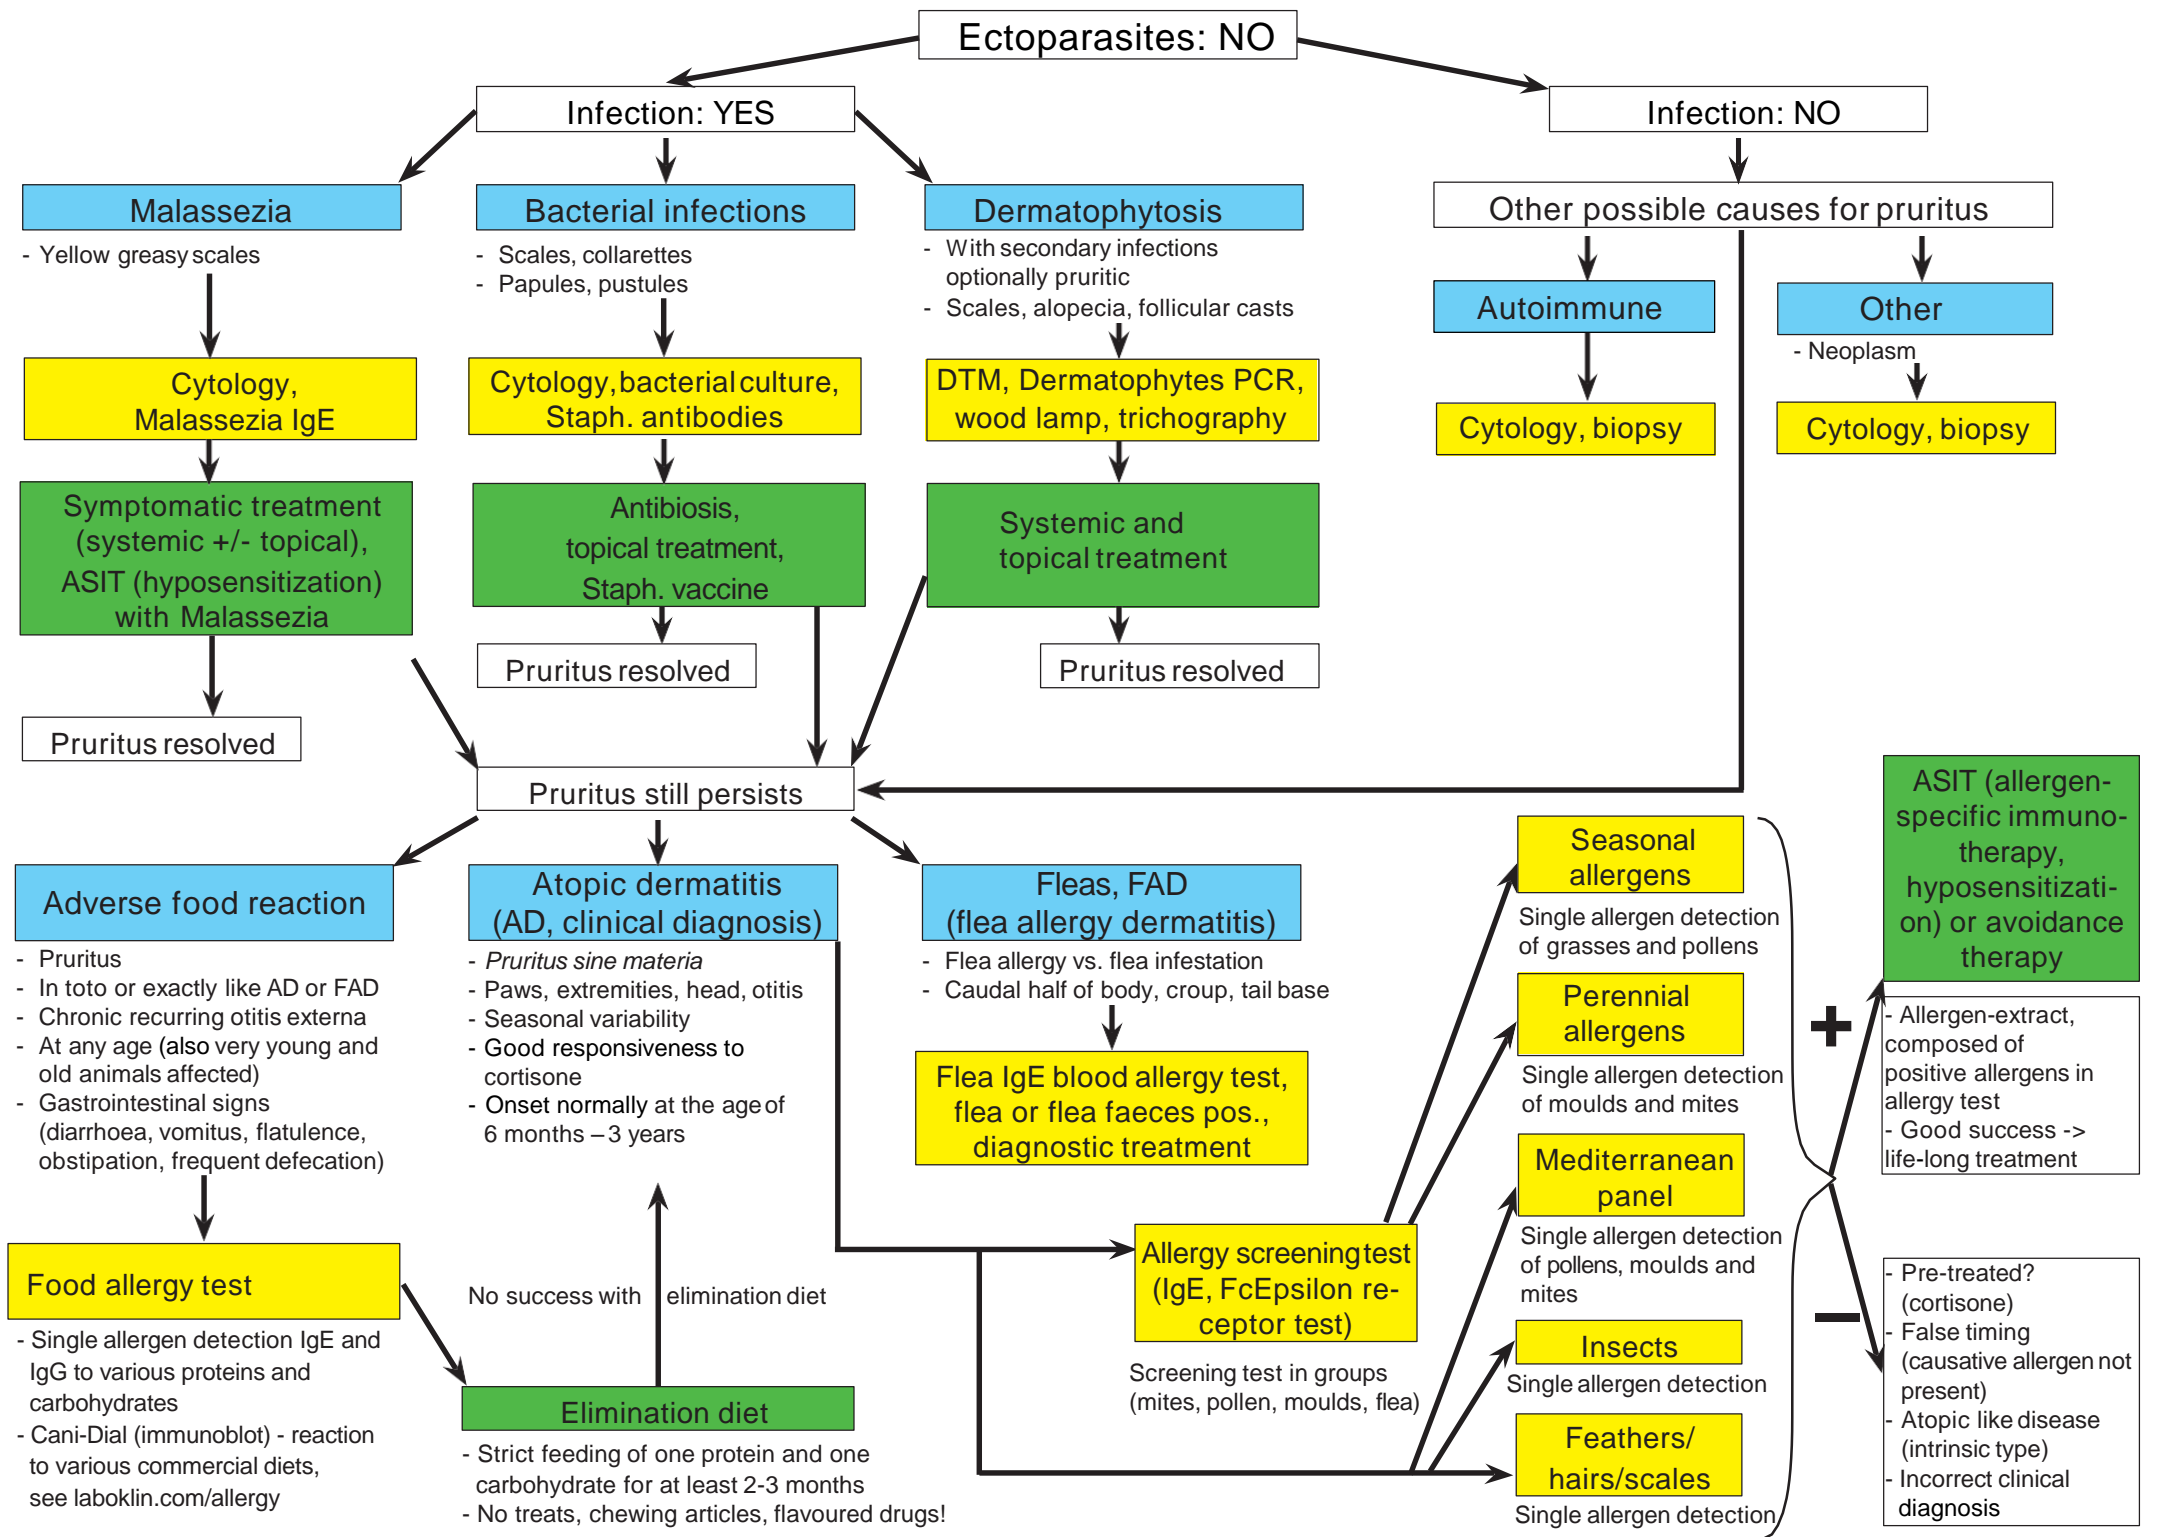 Ectoparasites: NO
Infection: YES
Infection: NO
Malassezia
- Yellow greasy scales
Cytology,
Malassezia IgE
Symptomatic treatment
(systemic +/- topical),
ASIT (hyposensitization)
with Malassezia
Pruritus resolved
Bacterial infections
- Scales, collarettes
- Papules, pustules
Cytology, bacterial culture,
Staph. antibodies
Antibiosis,
topical treatment,
Staph. vaccine
Pruritus resolved
Dermatophytosis
- With secondary infections
optionally pruritic
- Scales, alopecia, follicular casts
DTM, Dermatophytes PCR,
wood lamp, trichography
Systemic and
topical treatment
Pruritus resolved
Other possible causes for pruritus
Autoimmune
Cytology, biopsy
Other
- Neoplasm
Cytology, biopsy
Pruritus still persists
Adverse food reaction
- Pruritus
- In toto or exactly like AD or FAD
- Chronic recurring otitis externa
- At any age (also very young and
old animals affected)
- Gastrointestinal signs
(diarrhoea, vomitus, flatulence,
obstipation, frequent defecation)
Food allergy test
- Single allergen detection IgE and
IgG to various proteins and
carbohydrates
- Cani-Dial (immunoblot) - reaction
to various commercial diets,
see laboklin.com/allergy
Atopic dermatitis
(AD, clinical diagnosis)
- Pruritus sine materia
- Paws, extremities, head, otitis
- Seasonal variability
- Good responsiveness to
cortisone
- Onset normally at the age of
6 months – 3 years
No success with elimination diet
Elimination diet
- Strict feeding of one protein and one
carbohydrate for at least 2-3 months
- No treats, chewing articles, flavoured drugs!
Fleas, FAD
(flea allergy dermatitis)
- Flea allergy vs. flea infestation
- Caudal half of body, croup, tail base
Flea IgE blood allergy test,
flea or flea faeces pos.,
diagnostic treatment
Allergy screening test
(IgE, FcEpsilon re-
ceptor test)
Screening test in groups
(mites, pollen, moulds, flea)
Seasonal
allergens
Single allergen detection
of grasses and pollens
Perennial
allergens
Single allergen detection
of moulds and mites
Mediterranean
panel
Single allergen detection
of pollens, moulds and
mites
Insects
Single allergen detection
Feathers/
hairs/scales
Single allergen detection
+
ASIT (allergen-
specific immuno-
therapy,
hyposensitizati-
on) or avoidance
therapy
- Allergen-extract,
composed of
positive allergens in
allergy test
- Good success ->
life-long treatment
–
- Pre-treated?
(cortisone)
- False timing
(causative allergen not
present)
- Atopic like disease
(intrinsic type)
- Incorrect clinical
diagnosis